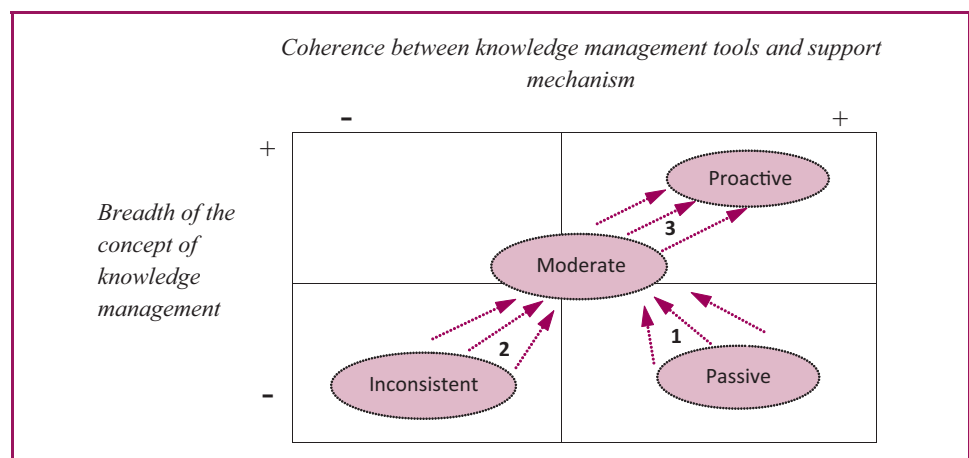 Coherence between knowledge management tools and support
mechanism
- +
+
Proactive
Breadth of the
concept of
knowledge
management
3
Moderate
2
1
Inconsistent
Passive
-